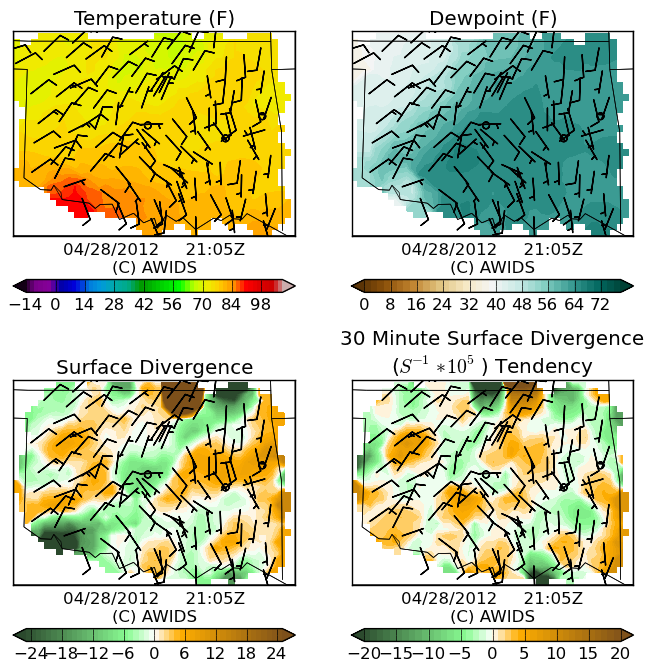 Temperature (F)
04/28/2012 21:05Z
(C) AWIDS
−14 0 14 28 42 56 70 84 98
Dewpoint (F)
04/28/2012 21:05Z
(C) AWIDS
0 8 16 24 32 40 48 56 64 72
Surface Divergence
04/28/2012 21:05Z
(C) AWIDS
−24 −18 −12 −6 0 6 12 18 24
30 Minute Surface Divergence
(S⁻¹ *10⁵ ) Tendency
04/28/2012 21:05Z
(C) AWIDS
−20 −15 −10 −5 0 5 10 15 20